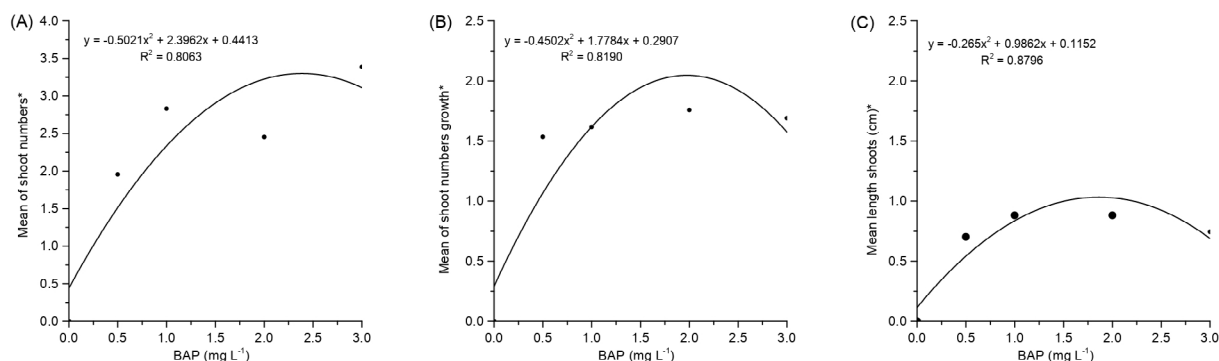 (A)
y = -0.5021x² + 2.3962x + 0.4413
R² = 0.8063
4.0
3.5
3.0
2.5
2.0
1.5
1.0
0.5
0.0
Mean of shoot numbers*
0.0 0.5 1.0 1.5 2.0 2.5 3.0
BAP (mg L⁻¹)
(B)
y = -0.4502x² + 1.7784x + 0.2907
R² = 0.8190
2.5
2.0
1.5
1.0
0.5
0.0
Mean of shoot numbers growth*
0.0 0.5 1.0 1.5 2.0 2.5 3.0
BAP (mg L⁻¹)
(C)
y = -0.265x² + 0.9862x + 0.1152
R² = 0.8796
2.5
2.0
1.5
1.0
0.5
0.0
Mean length shoots (cm)*
0.0 0.5 1.0 1.5 2.0 2.5 3.0
BAP (mg L⁻¹)